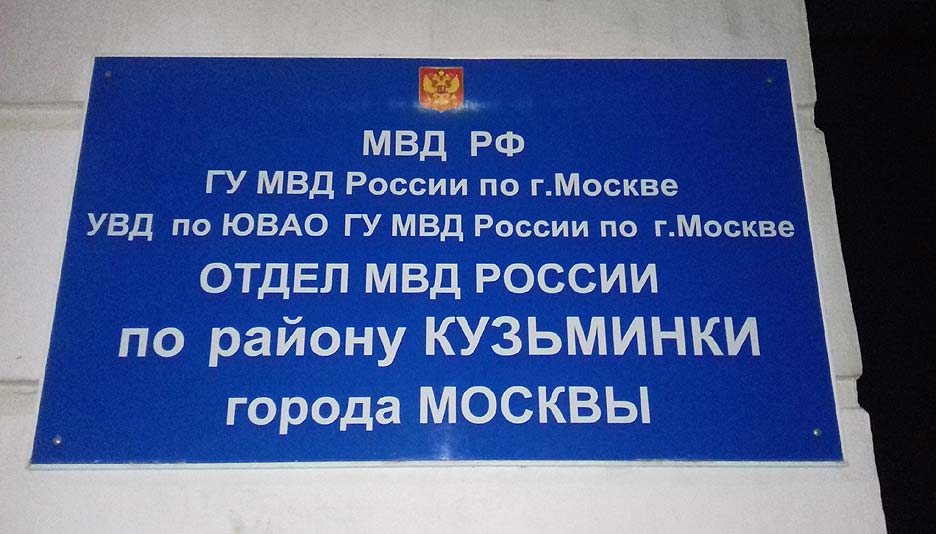 МВД РФ
ГУ МВД России по г.Москве
УВД по ЮВАО ГУ МВД России по г.Москве
ОТДЕЛ МВД РОССИИ
по району КУЗЬМИНКИ
города МОСКВЫ